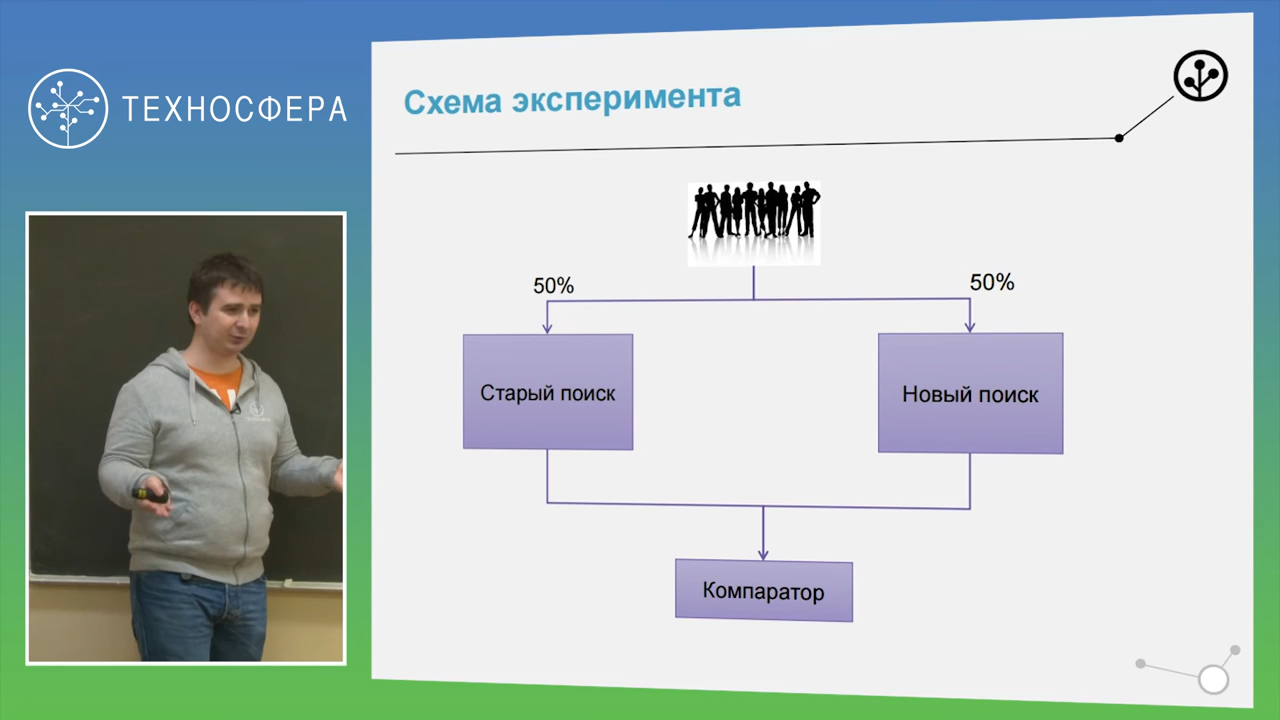 ТЕХНОСФЕРА
Схема эксперимента
50%
50%
Старый поиск
Новый поиск
Компаратор